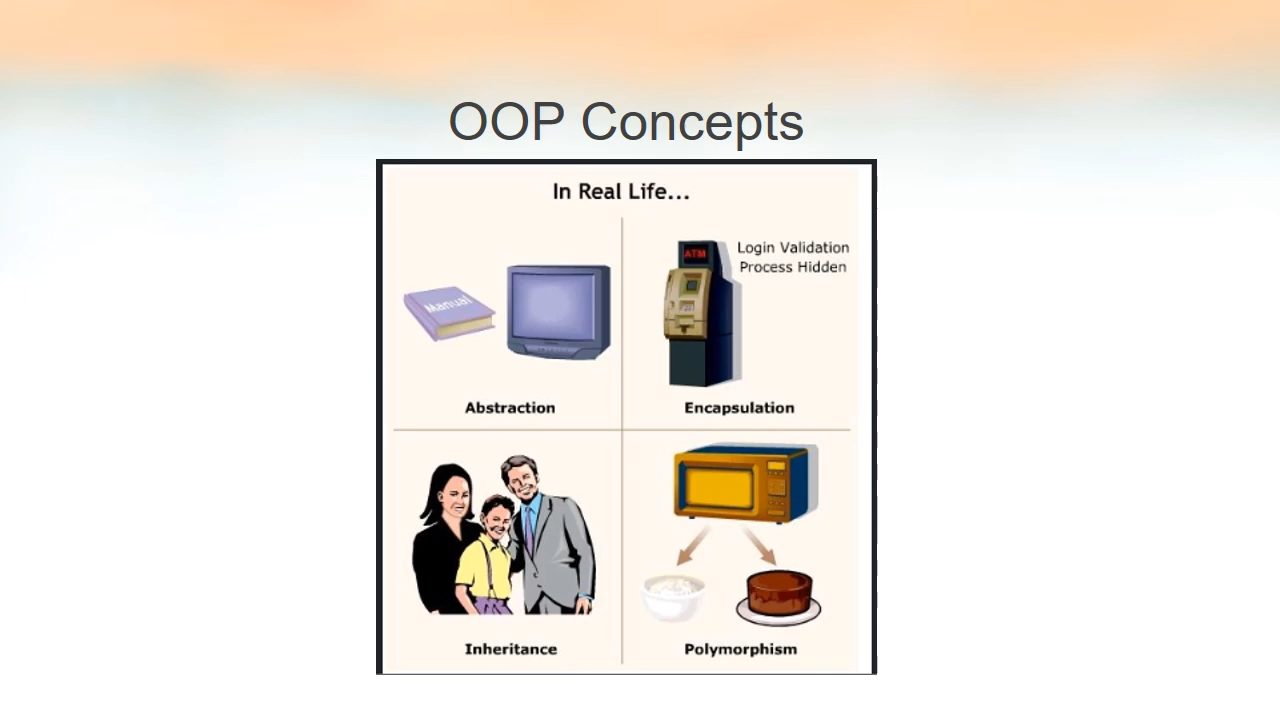 OOP Concepts
In Real Life...
Manual
ATM
Login Validation
Process Hidden
Abstraction
Encapsulation
Inheritance
Polymorphism